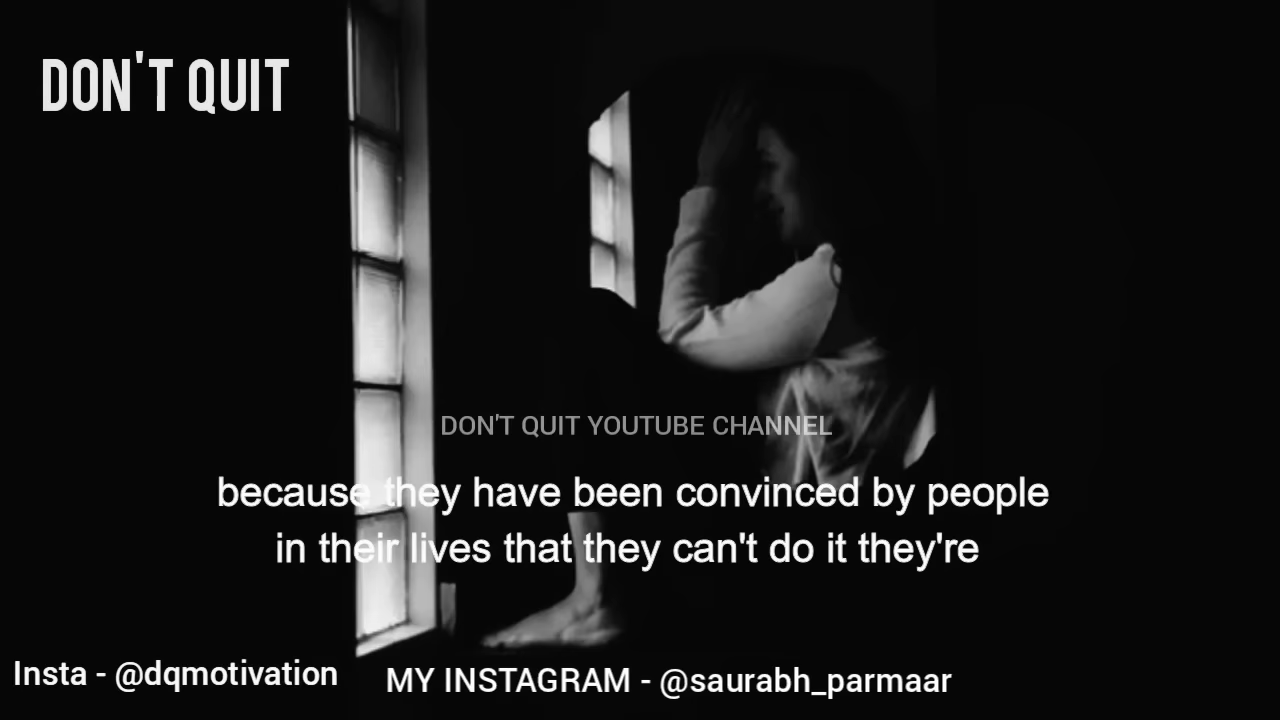 DON'T QUIT
DON'T QUIT YOUTUBE CHANNEL
because they have been convinced by people
in their lives that they can't do it they're
Insta - @dqmotivation
MY INSTAGRAM - @saurabh_parmaar